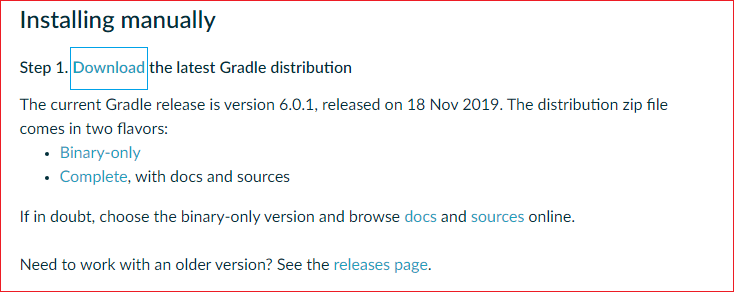 Installing manually
Step 1. Download the latest Gradle distribution
The current Gradle release is version 6.0.1, released on 18 Nov 2019. The distribution zip file
comes in two flavors:
• Binary-only
• Complete, with docs and sources
If in doubt, choose the binary-only version and browse docs and sources online.
Need to work with an older version? See the releases page.